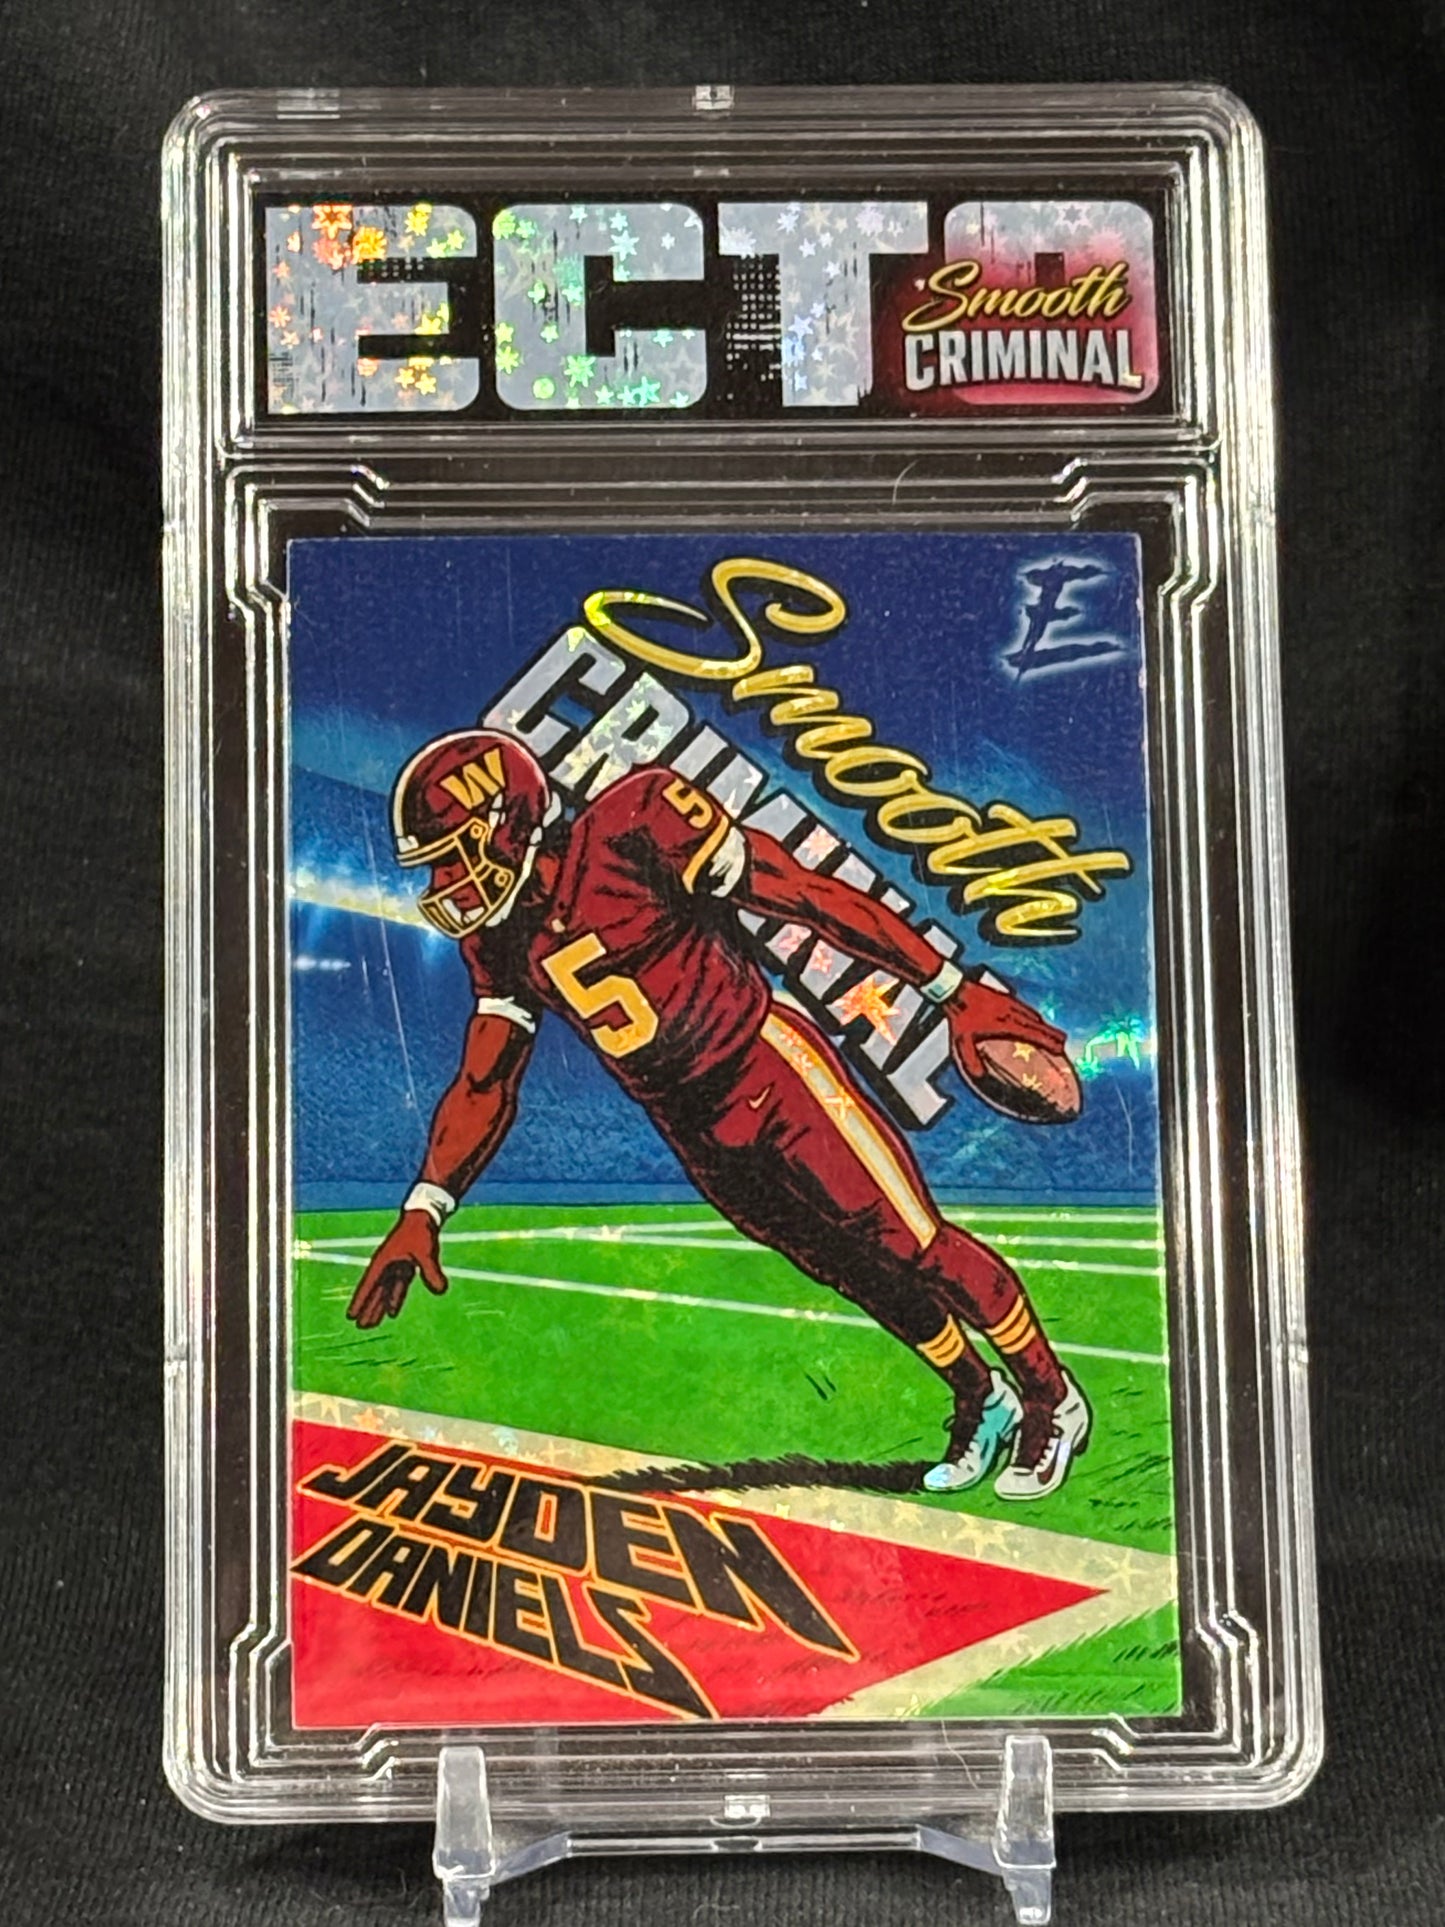 ECTO
Smooth
CRIMINAL
E
Smooth
CRIMINAL
W
5
5
JAYDEN
DANIELS